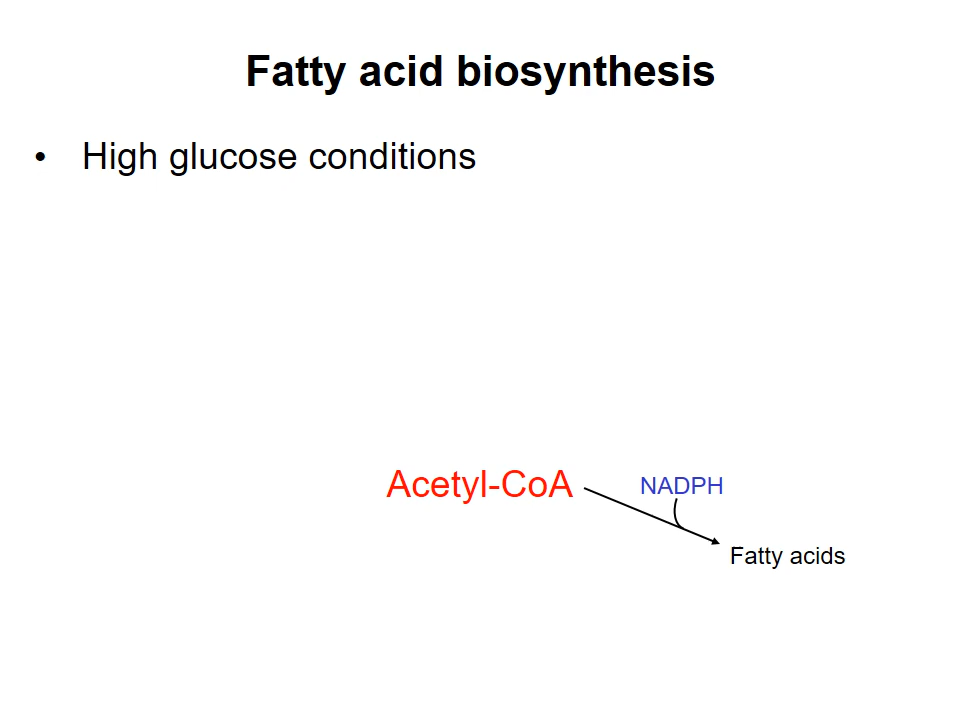 Fatty acid biosynthesis
• High glucose conditions
Acetyl-CoA
NADPH
Fatty acids